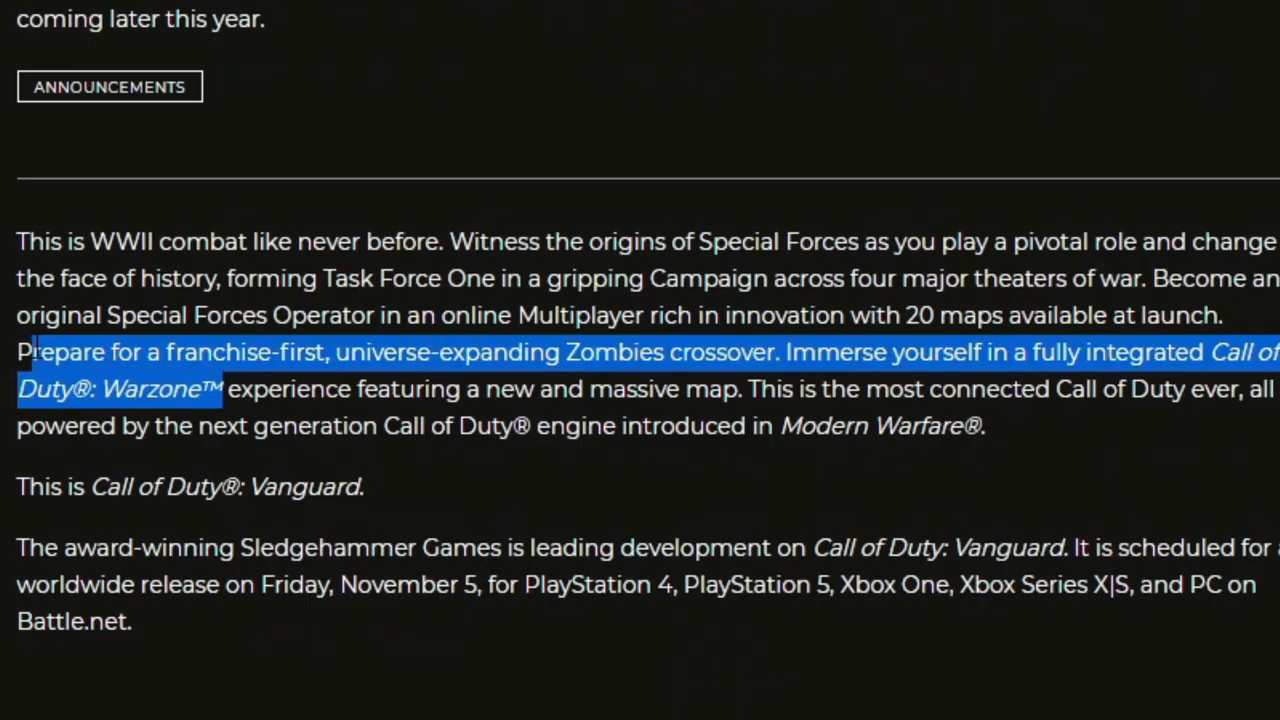 coming later this year.
ANNOUNCEMENTS
This is WWII combat like never before. Witness the origins of Special Forces as you play a pivotal role and change
the face of history, forming Task Force One in a gripping Campaign across four major theaters of war. Become an
original Special Forces Operator in an online Multiplayer rich in innovation with 20 maps available at launch.
Prepare for a franchise-first, universe-expanding Zombies crossover. Immerse yourself in a fully integrated Call of
Duty®: Warzone™ experience featuring a new and massive map. This is the most connected Call of Duty ever, all
powered by the next generation Call of Duty® engine introduced in Modern Warfare®.
This is Call of Duty®: Vanguard.
The award-winning Sledgehammer Games is leading development on Call of Duty: Vanguard. It is scheduled for a
worldwide release on Friday, November 5, for PlayStation 4, PlayStation 5, Xbox One, Xbox Series X|S, and PC on
Battle.net.